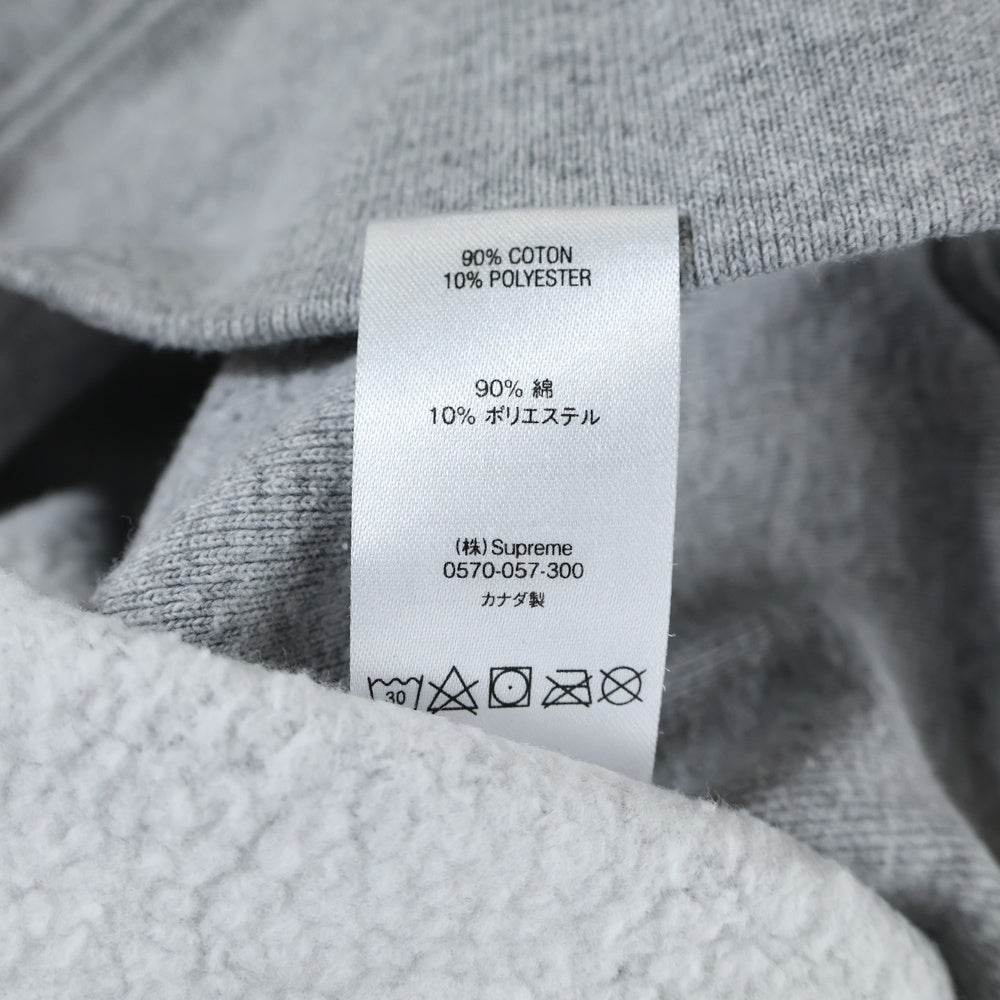 90% COTON
10% POLYESTER
90% 綿
10% ポリエステル
(株)Supreme
0570-057-300
カナダ製
30